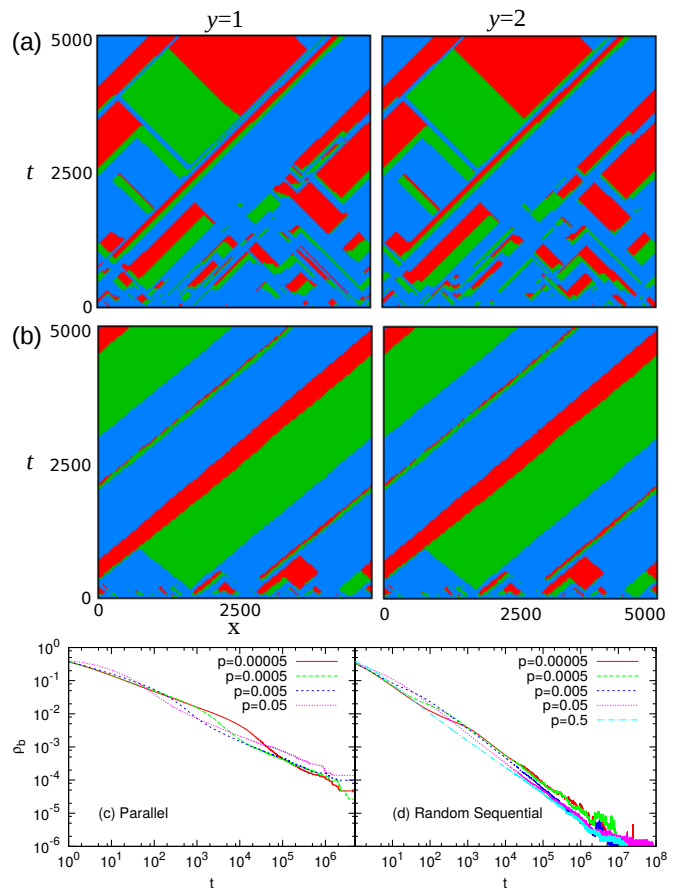 y=1 y=2
(a)
5000
t 2500
0
(b)
5000
t 2500
0
0 2500 0 2500 5000
x
10^0
10^-1
10^-2
ρ_b 10^-3
10^-4
10^-5
10^-6
p=0.00005
p=0.0005
p=0.005
p=0.05
(c) Parallel
10^0 10^1 10^2 10^3 10^4 10^5 10^6
t
p=0.00005
p=0.0005
p=0.005
p=0.05
p=0.5
(d) Random Sequential
10^1 10^2 10^3 10^4 10^5 10^6 10^7 10^8
t